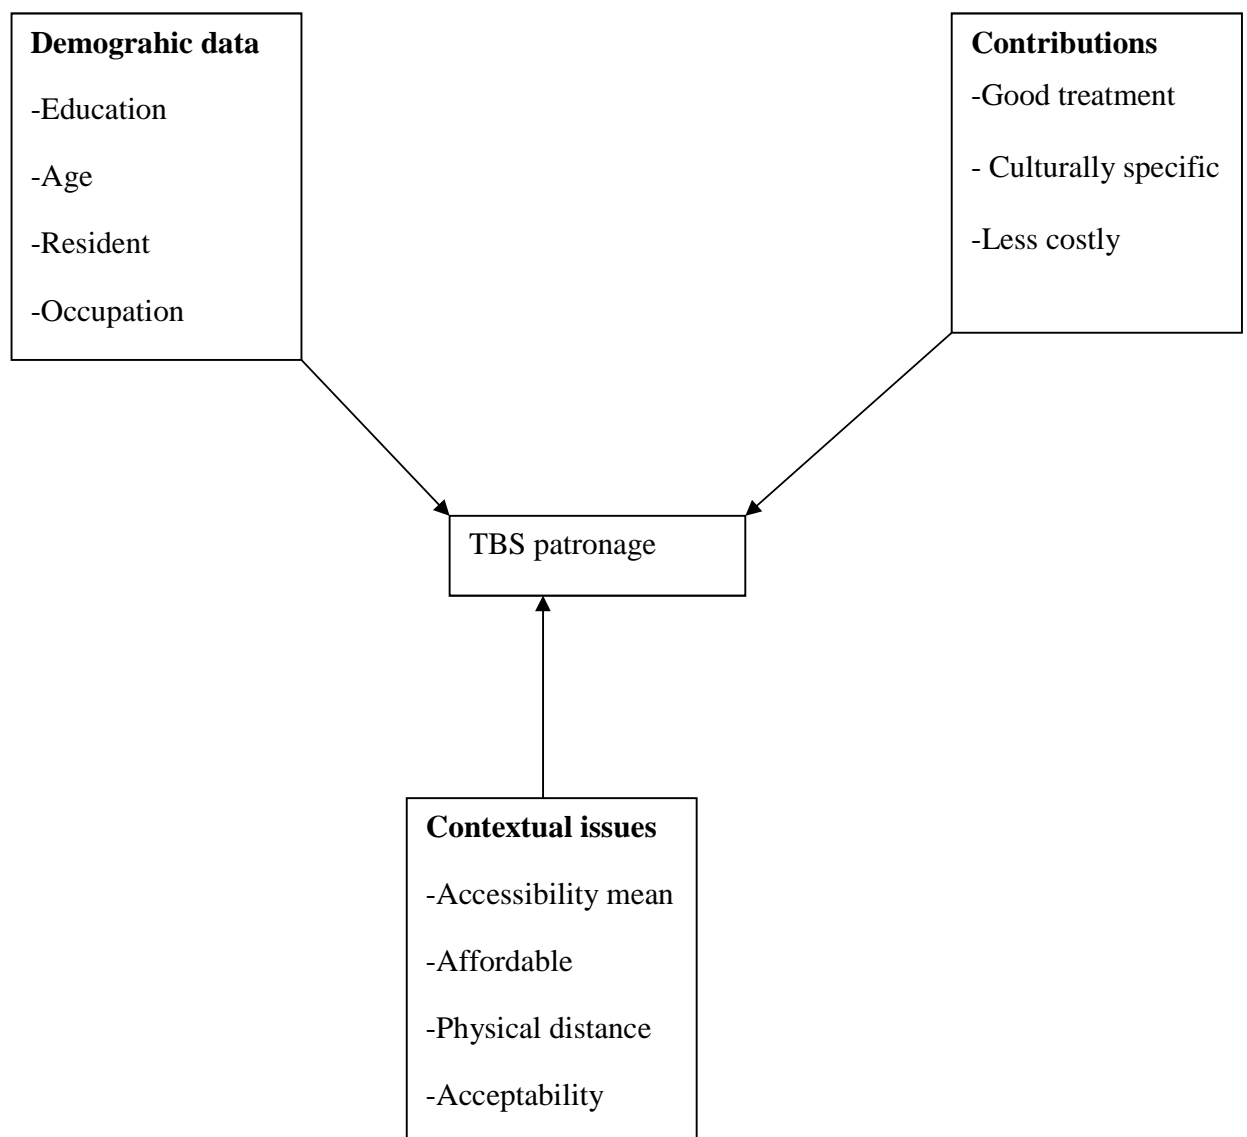 Demograhic data
-Education
-Age
-Resident
-Occupation
Contributions
-Good treatment
- Culturally specific
-Less costly
TBS patronage
Contextual issues
-Accessibility mean
-Affordable
-Physical distance
-Acceptability